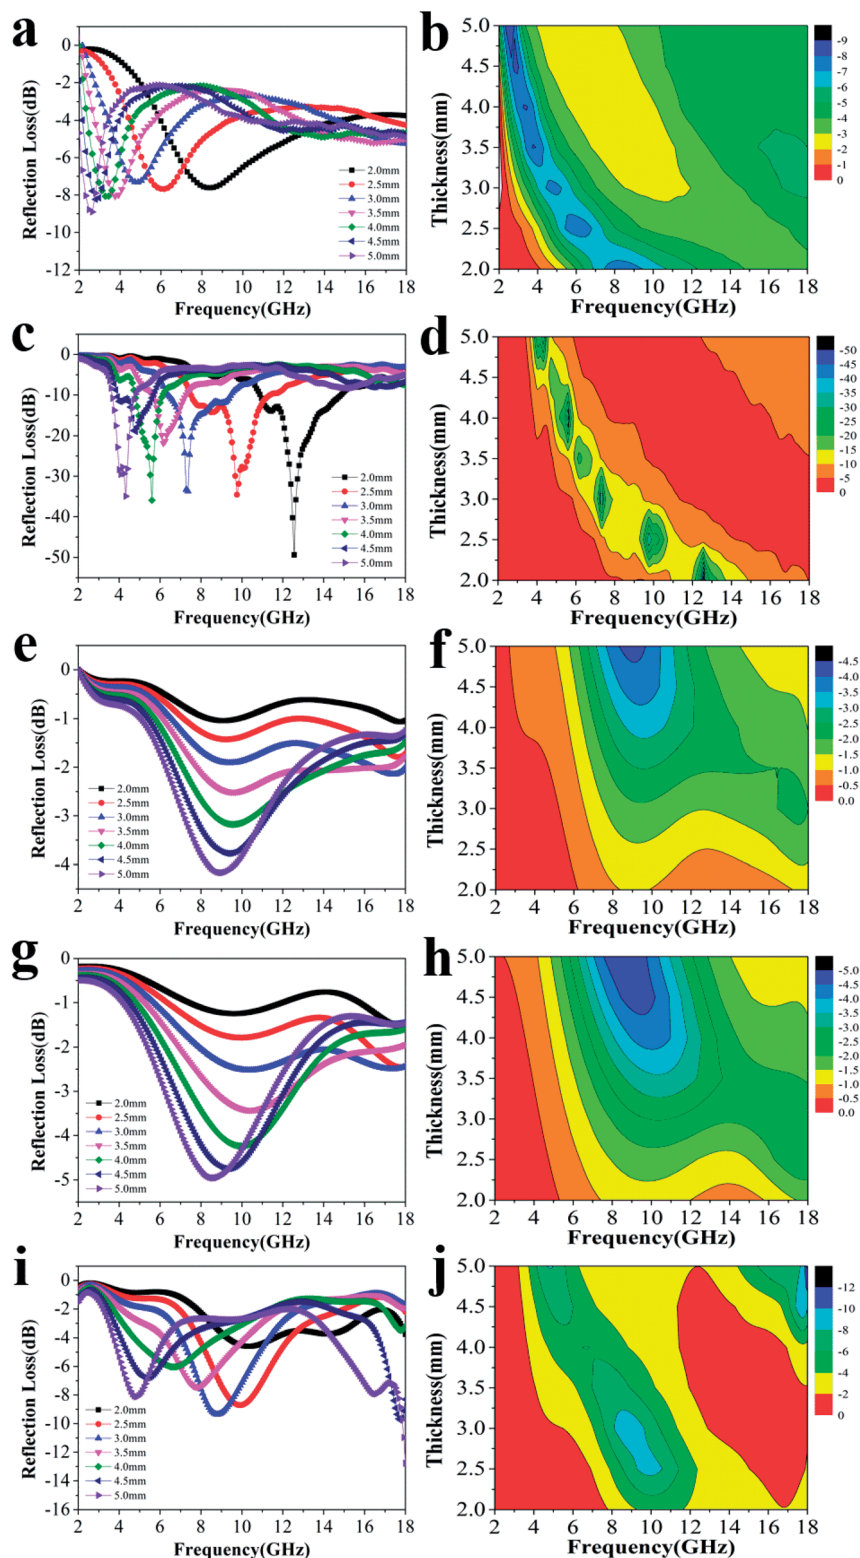 a
Reflection Loss(dB)
0
-2
-4
-6
-8
-10
-12
2.0mm
2.5mm
3.0mm
3.5mm
4.0mm
4.5mm
5.0mm
2 4 6 8 10 12 14 16 18
Frequency(GHz)
b
Thickness(mm)
5.0
4.5
4.0
3.5
3.0
2.5
2.0
2 4 6 8 10 12 14 16 18
Frequency(GHz)
-9
-8
-7
-6
-5
-4
-3
-2
-1
0
c
Reflection Loss(dB)
0
-10
-20
-30
-40
-50
2.0mm
2.5mm
3.0mm
3.5mm
4.0mm
4.5mm
5.0mm
2 4 6 8 10 12 14 16 18
Frequency(GHz)
d
Thickness(mm)
5.0
4.5
4.0
3.5
3.0
2.5
2.0
2 4 6 8 10 12 14 16 18
Frequency(GHz)
-50
-45
-40
-35
-30
-25
-20
-15
-10
-5
0
e
Reflection Loss(dB)
0
-1
-2
-3
-4
2.0mm
2.5mm
3.0mm
3.5mm
4.0mm
4.5mm
5.0mm
2 4 6 8 10 12 14 16 18
Frequency(GHz)
f
Thickness(mm)
5.0
4.5
4.0
3.5
3.0
2.5
2.0
2 4 6 8 10 12 14 16 18
Frequency(GHz)
-4.5
-4.0
-3.5
-3.0
-2.5
-2.0
-1.5
-1.0
-0.5
0.0
g
Reflection Loss(dB)
0
-1
-2
-3
-4
-5
2.0mm
2.5mm
3.0mm
3.5mm
4.0mm
4.5mm
5.0mm
2 4 6 8 10 12 14 16 18
Frequency(GHz)
h
Thickness(mm)
5.0
4.5
4.0
3.5
3.0
2.5
2.0
2 4 6 8 10 12 14 16 18
Frequency(GHz)
-5.0
-4.5
-4.0
-3.5
-3.0
-2.5
-2.0
-1.5
-1.0
-0.5
0.0
i
Reflection Loss(dB)
0
-2
-4
-6
-8
-10
-12
-14
-16
2.0mm
2.5mm
3.0mm
3.5mm
4.0mm
4.5mm
5.0mm
2 4 6 8 10 12 14 16 18
Frequency(GHz)
j
Thickness(mm)
5.0
4.5
4.0
3.5
3.0
2.5
2.0
2 4 6 8 10 12 14 16 18
Frequency(GHz)
-12
-10
-8
-6
-4
-2
0